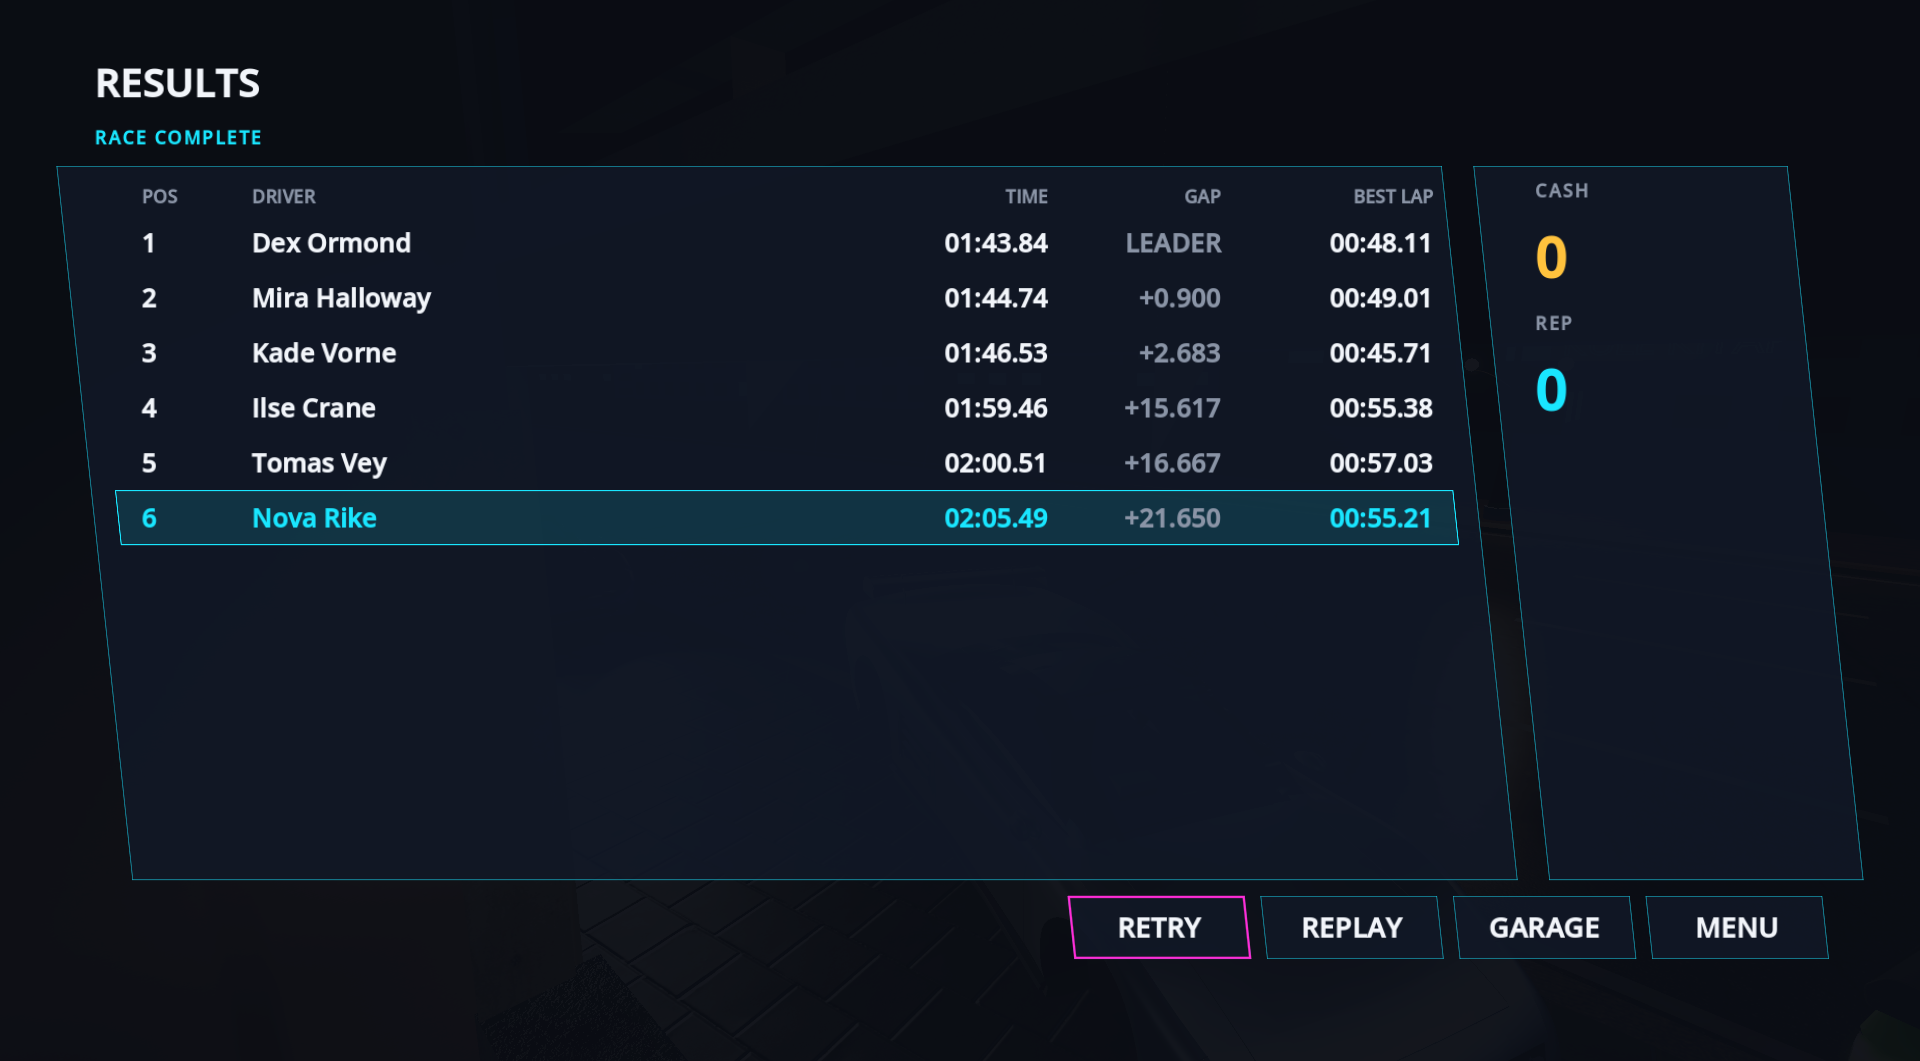 RESULTS
RACE COMPLETE
POS DRIVER TIME GAP BEST LAP
1 Dex Ormond 01:43.84 LEADER 00:48.11
2 Mira Halloway 01:44.74 +0.900 00:49.01
3 Kade Vorne 01:46.53 +2.683 00:45.71
4 Ilse Crane 01:59.46 +15.617 00:55.38
5 Tomas Vey 02:00.51 +16.667 00:57.03
6 Nova Rike 02:05.49 +21.650 00:55.21
CASH
0
REP
0
RETRY REPLAY GARAGE MENU